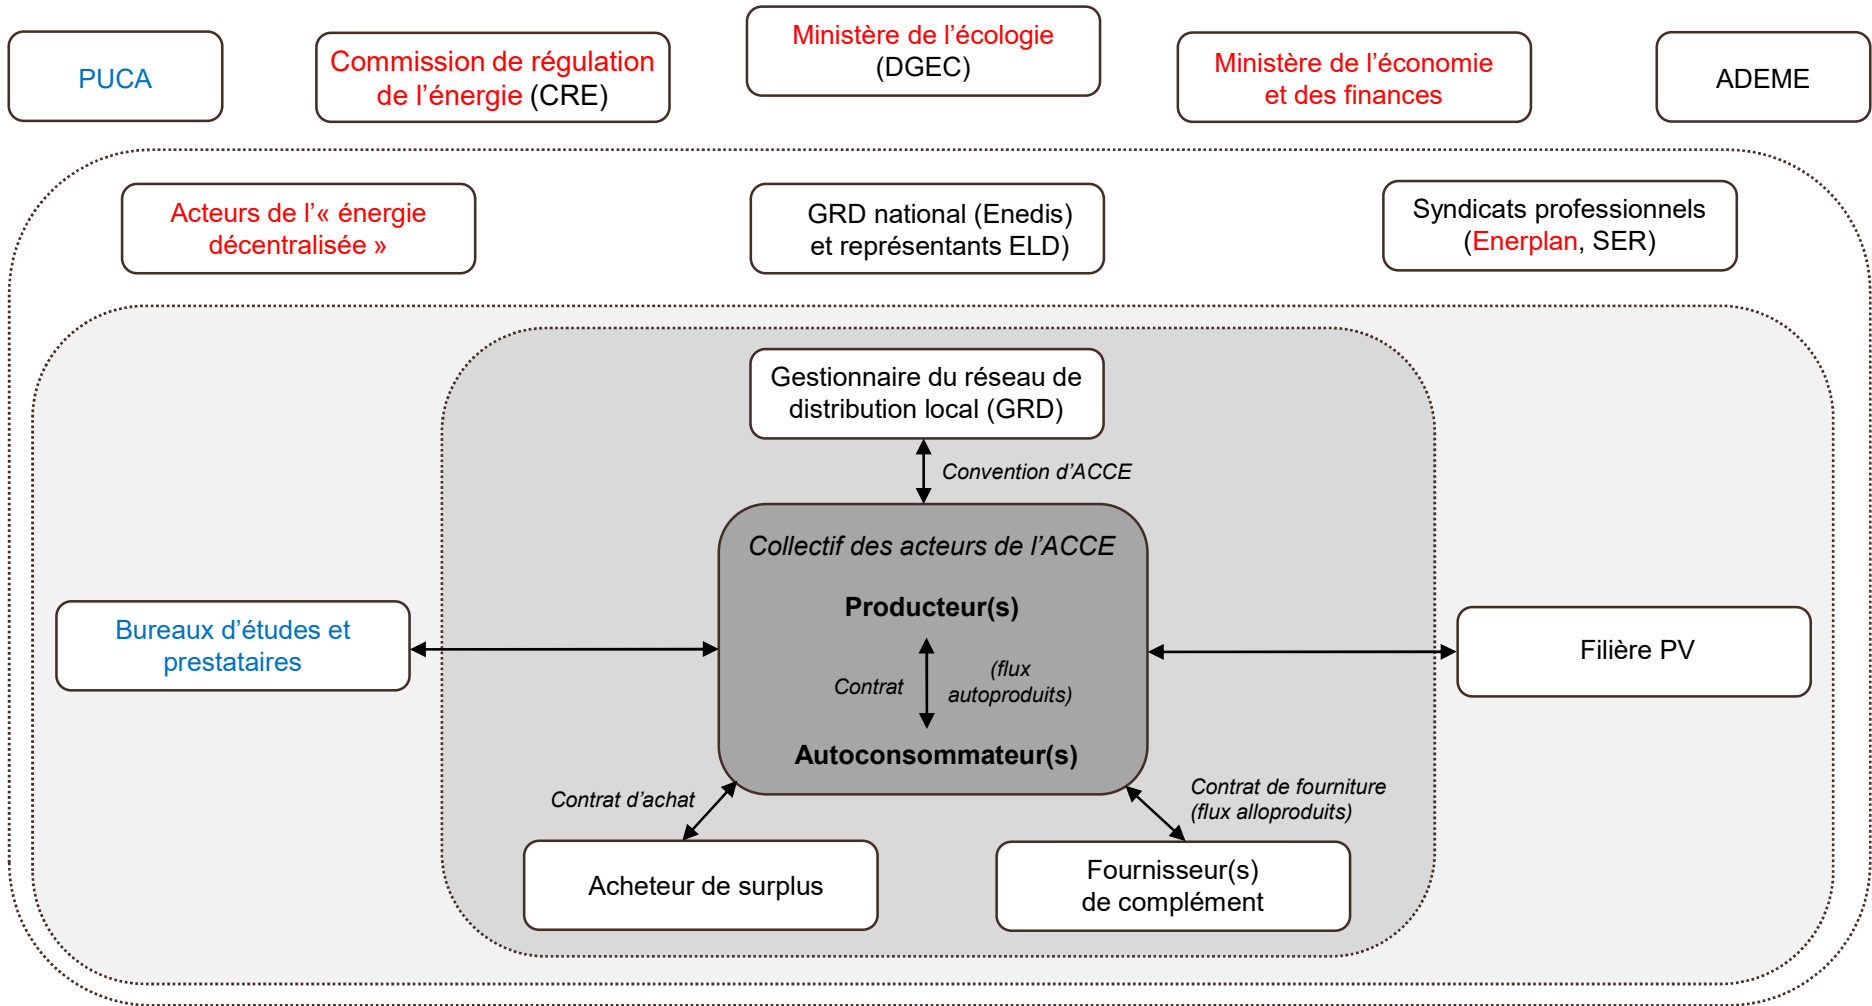 PUCA
Commission de régulation
de l’énergie (CRE)
Ministère de l’écologie
(DGEC)
Ministère de l’économie
et des finances
ADEME
Acteurs de l’« énergie
décentralisée »
GRD national (Enedis)
et représentants ELD)
Syndicats professionnels
(Enerplan, SER)
Gestionnaire du réseau de
distribution local (GRD)
Convention d’ACCE
Collectif des acteurs de l’ACCE
Producteur(s)
Contrat
(flux
autoproduits)
Autoconsommateur(s)
Bureaux d’études et
prestataires
Filière PV
Contrat d’achat
Contrat de fourniture
(flux alloproduits)
Acheteur de surplus
Fournisseur(s)
de complément